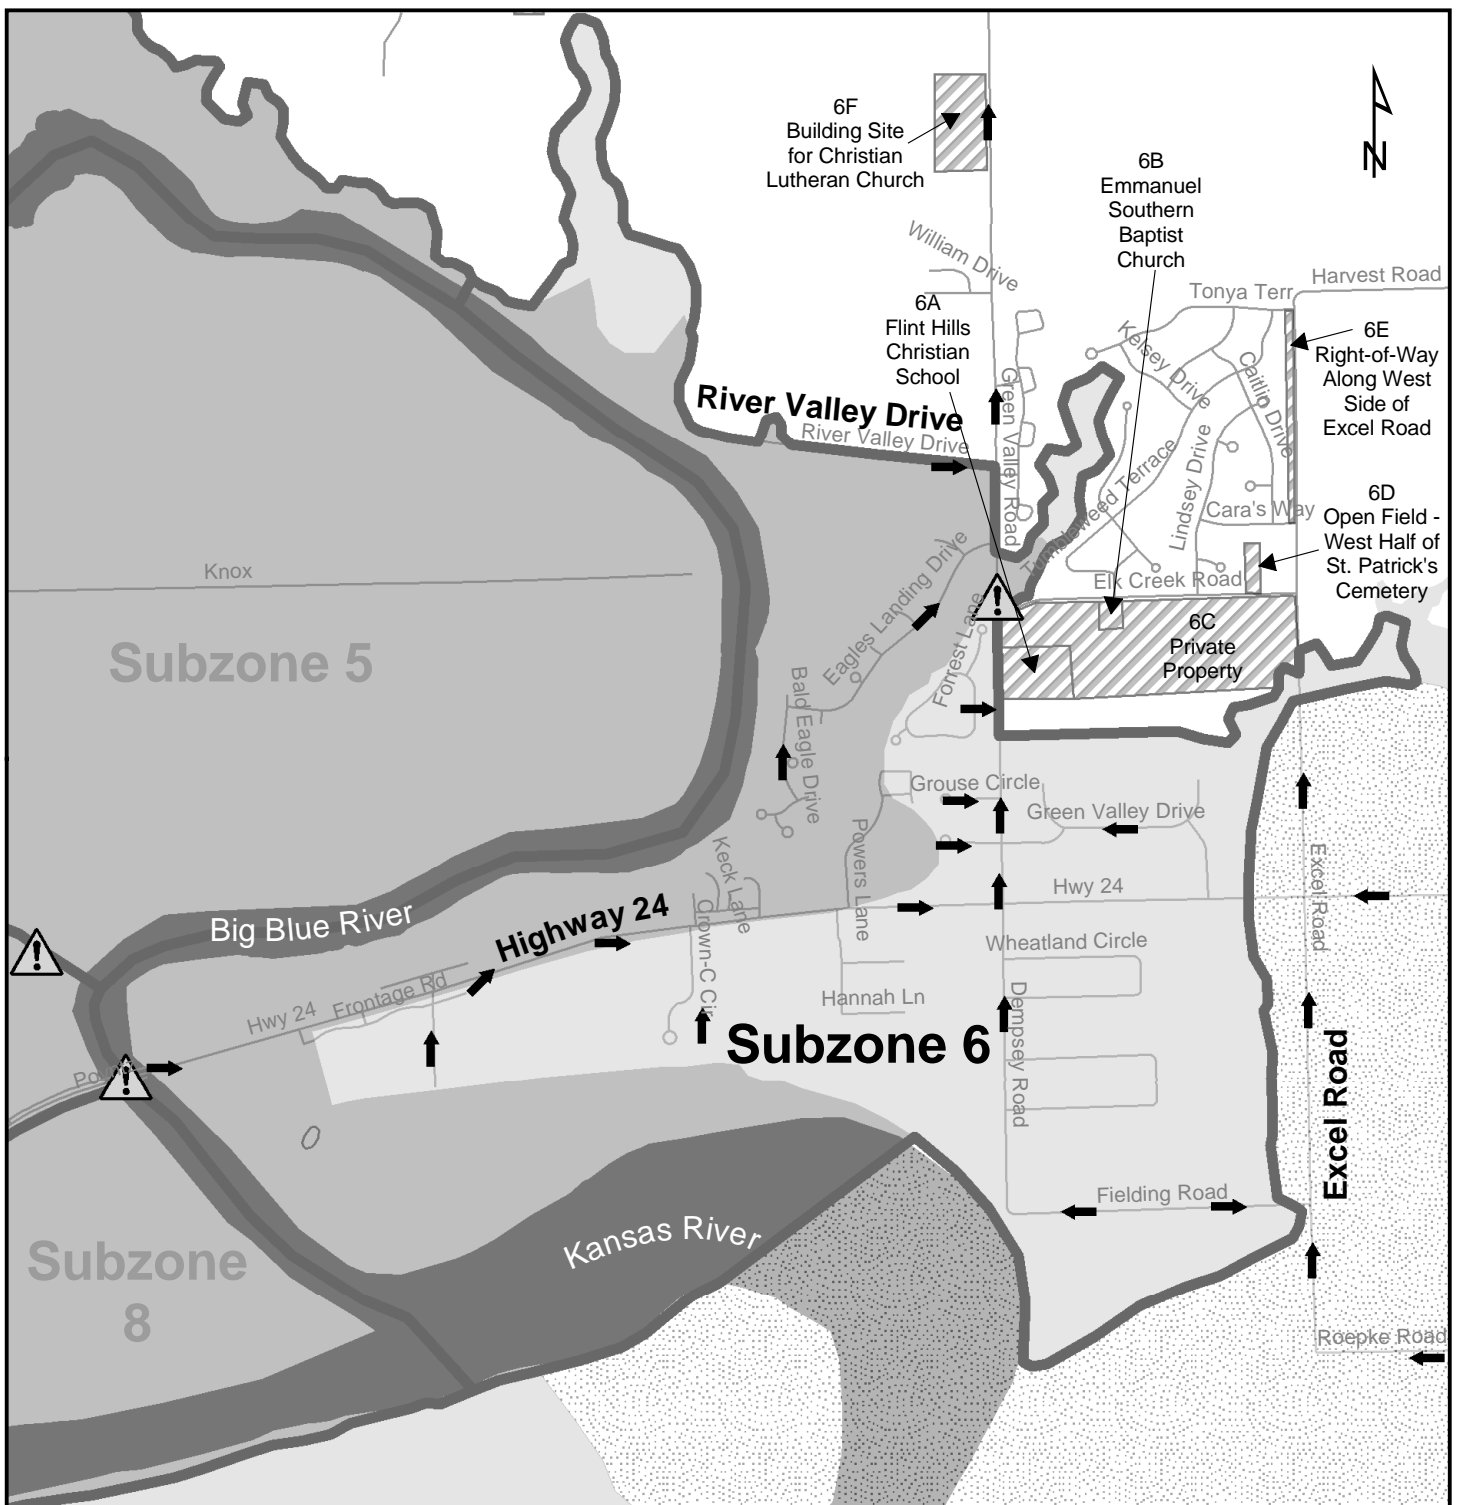 6F
Building Site
for Christian
Lutheran Church
N
6B
Emmanuel
Southern
Baptist
Church
William Drive
Harvest Road
Tonya Terr
6A
Flint Hills
Christian
School
Kelsey Drive
Caitlin Drive
6E
Right-of-Way
Along West
Side of
Excel Road
River Valley Drive
River Valley Drive
Green Valley Road
Tumbleweed Terrace
Lindsey Drive
Cara's Way
6D
Open Field -
West Half of
St. Patrick's
Cemetery
Knox
Eagles Landing Drive
Elk Creek Road
Forrest Lane
6C
Private
Property
Subzone 5
Bald Eagle Drive
Grouse Circle
Green Valley Drive
Powers Lane
Keck Lane
Excel Road
Hwy 24
Crown-C Cir
Big Blue River
Highway 24
Wheatland Circle
Frontage Rd
Hwy 24
Hannah Ln
Dempsey Road
Subzone 6
Excel Road
Fielding Road
Kansas River
Subzone
8
Roepke Road